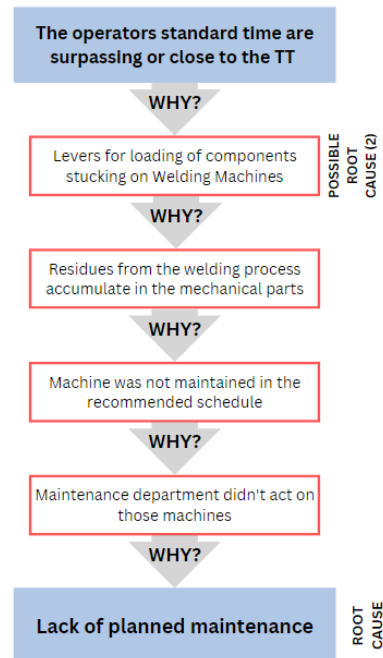 The operators standard time are
surpassing or close to the TT
WHY?
Levers for loading of components
stucking on Welding Machines
POSSIBLE
ROOT
CAUSE (2)
WHY?
Residues from the welding process
accumulate in the mechanical parts
WHY?
Machine was not maintained in the
recommended schedule
WHY?
Maintenance department didn't act on
those machines
WHY?
Lack of planned maintenance
ROOT
CAUSE